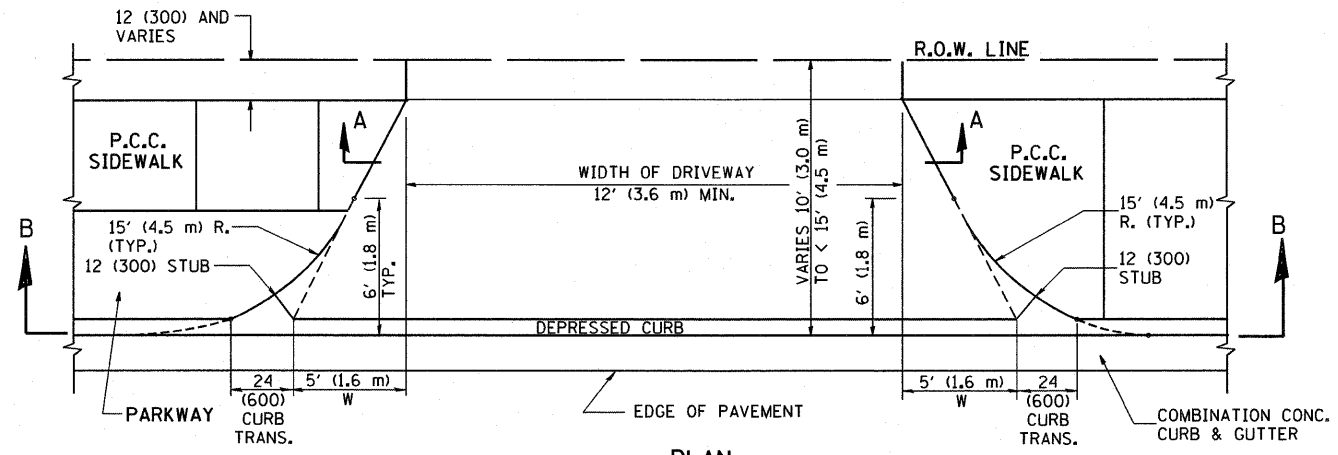 12 (300) AND
VARIES
R.O.W. LINE
A
A
P.C.C.
SIDEWALK
P.C.C.
SIDEWALK
WIDTH OF DRIVEWAY
12' (3.6 m) MIN.
VARIES 10' (3.0 m)
TO < 15' (4.5 m)
15' (4.5 m) R.
(TYP.)
15' (4.5 m)
R. (TYP.)
B
B
12 (300) STUB
12 (300)
STUB
6' (1.8 m)
TYP.
6' (1.8 m)
DEPRESSED CURB
24
(600)
CURB
TRANS.
5' (1.6 m)
W
5' (1.6 m)
W
24
(600)
CURB
TRANS.
PARKWAY
EDGE OF PAVEMENT
COMBINATION CONC.
CURB & GUTTER